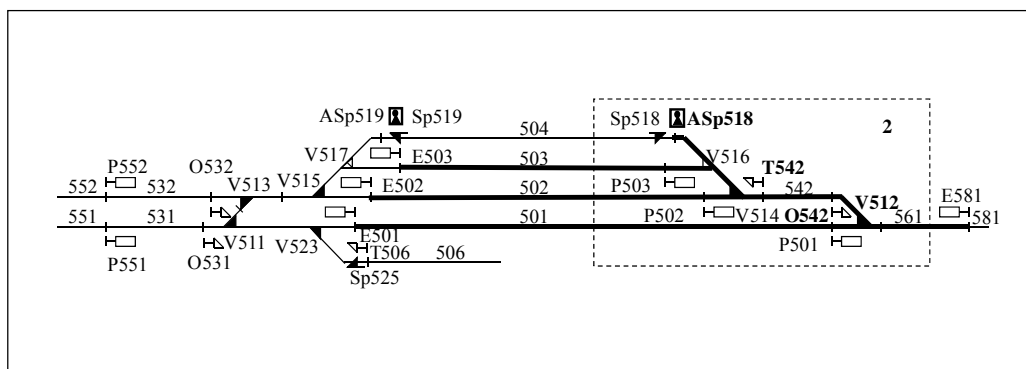 ASp519 Sp519 504 Sp518 ASp518 2
V517 E503 503 V516
P552 O532 P503 T542
552 532 V513 V515 E502 502 542 V512 E581
551 531 501 P502 V514 O542 561 581
V511 V523 E501 P501
P551 O531 T506 506
Sp525